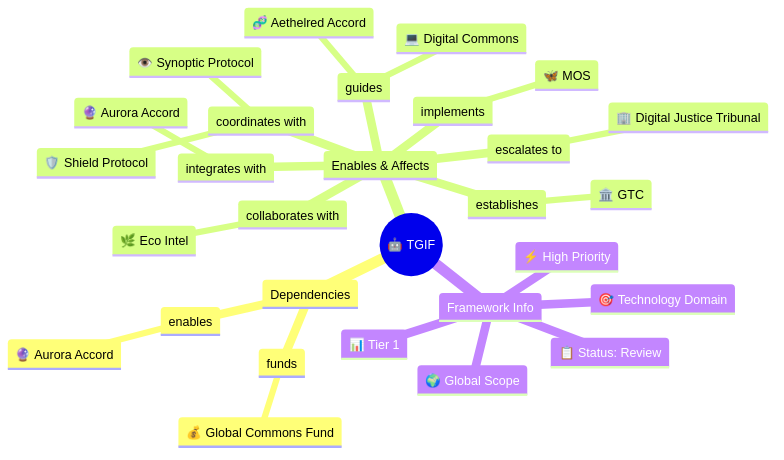 🧬 Aethelred Accord
💻 Digital Commons
👁️ Synoptic Protocol
guides
🦋 MOS
🔮 Aurora Accord
implements
coordinates with
🏢 Digital Justice Tribunal
escalates to
🛡️ Shield Protocol
integrates with
Enables & Affects
establishes
🏛️ GTC
collaborates with
🌿 Eco Intel
🤖 TGIF
⚡ High Priority
Dependencies
Framework Info
🎯 Technology Domain
enables
📊 Tier 1
📋 Status: Review
🔮 Aurora Accord
funds
🌍 Global Scope
💰 Global Commons Fund